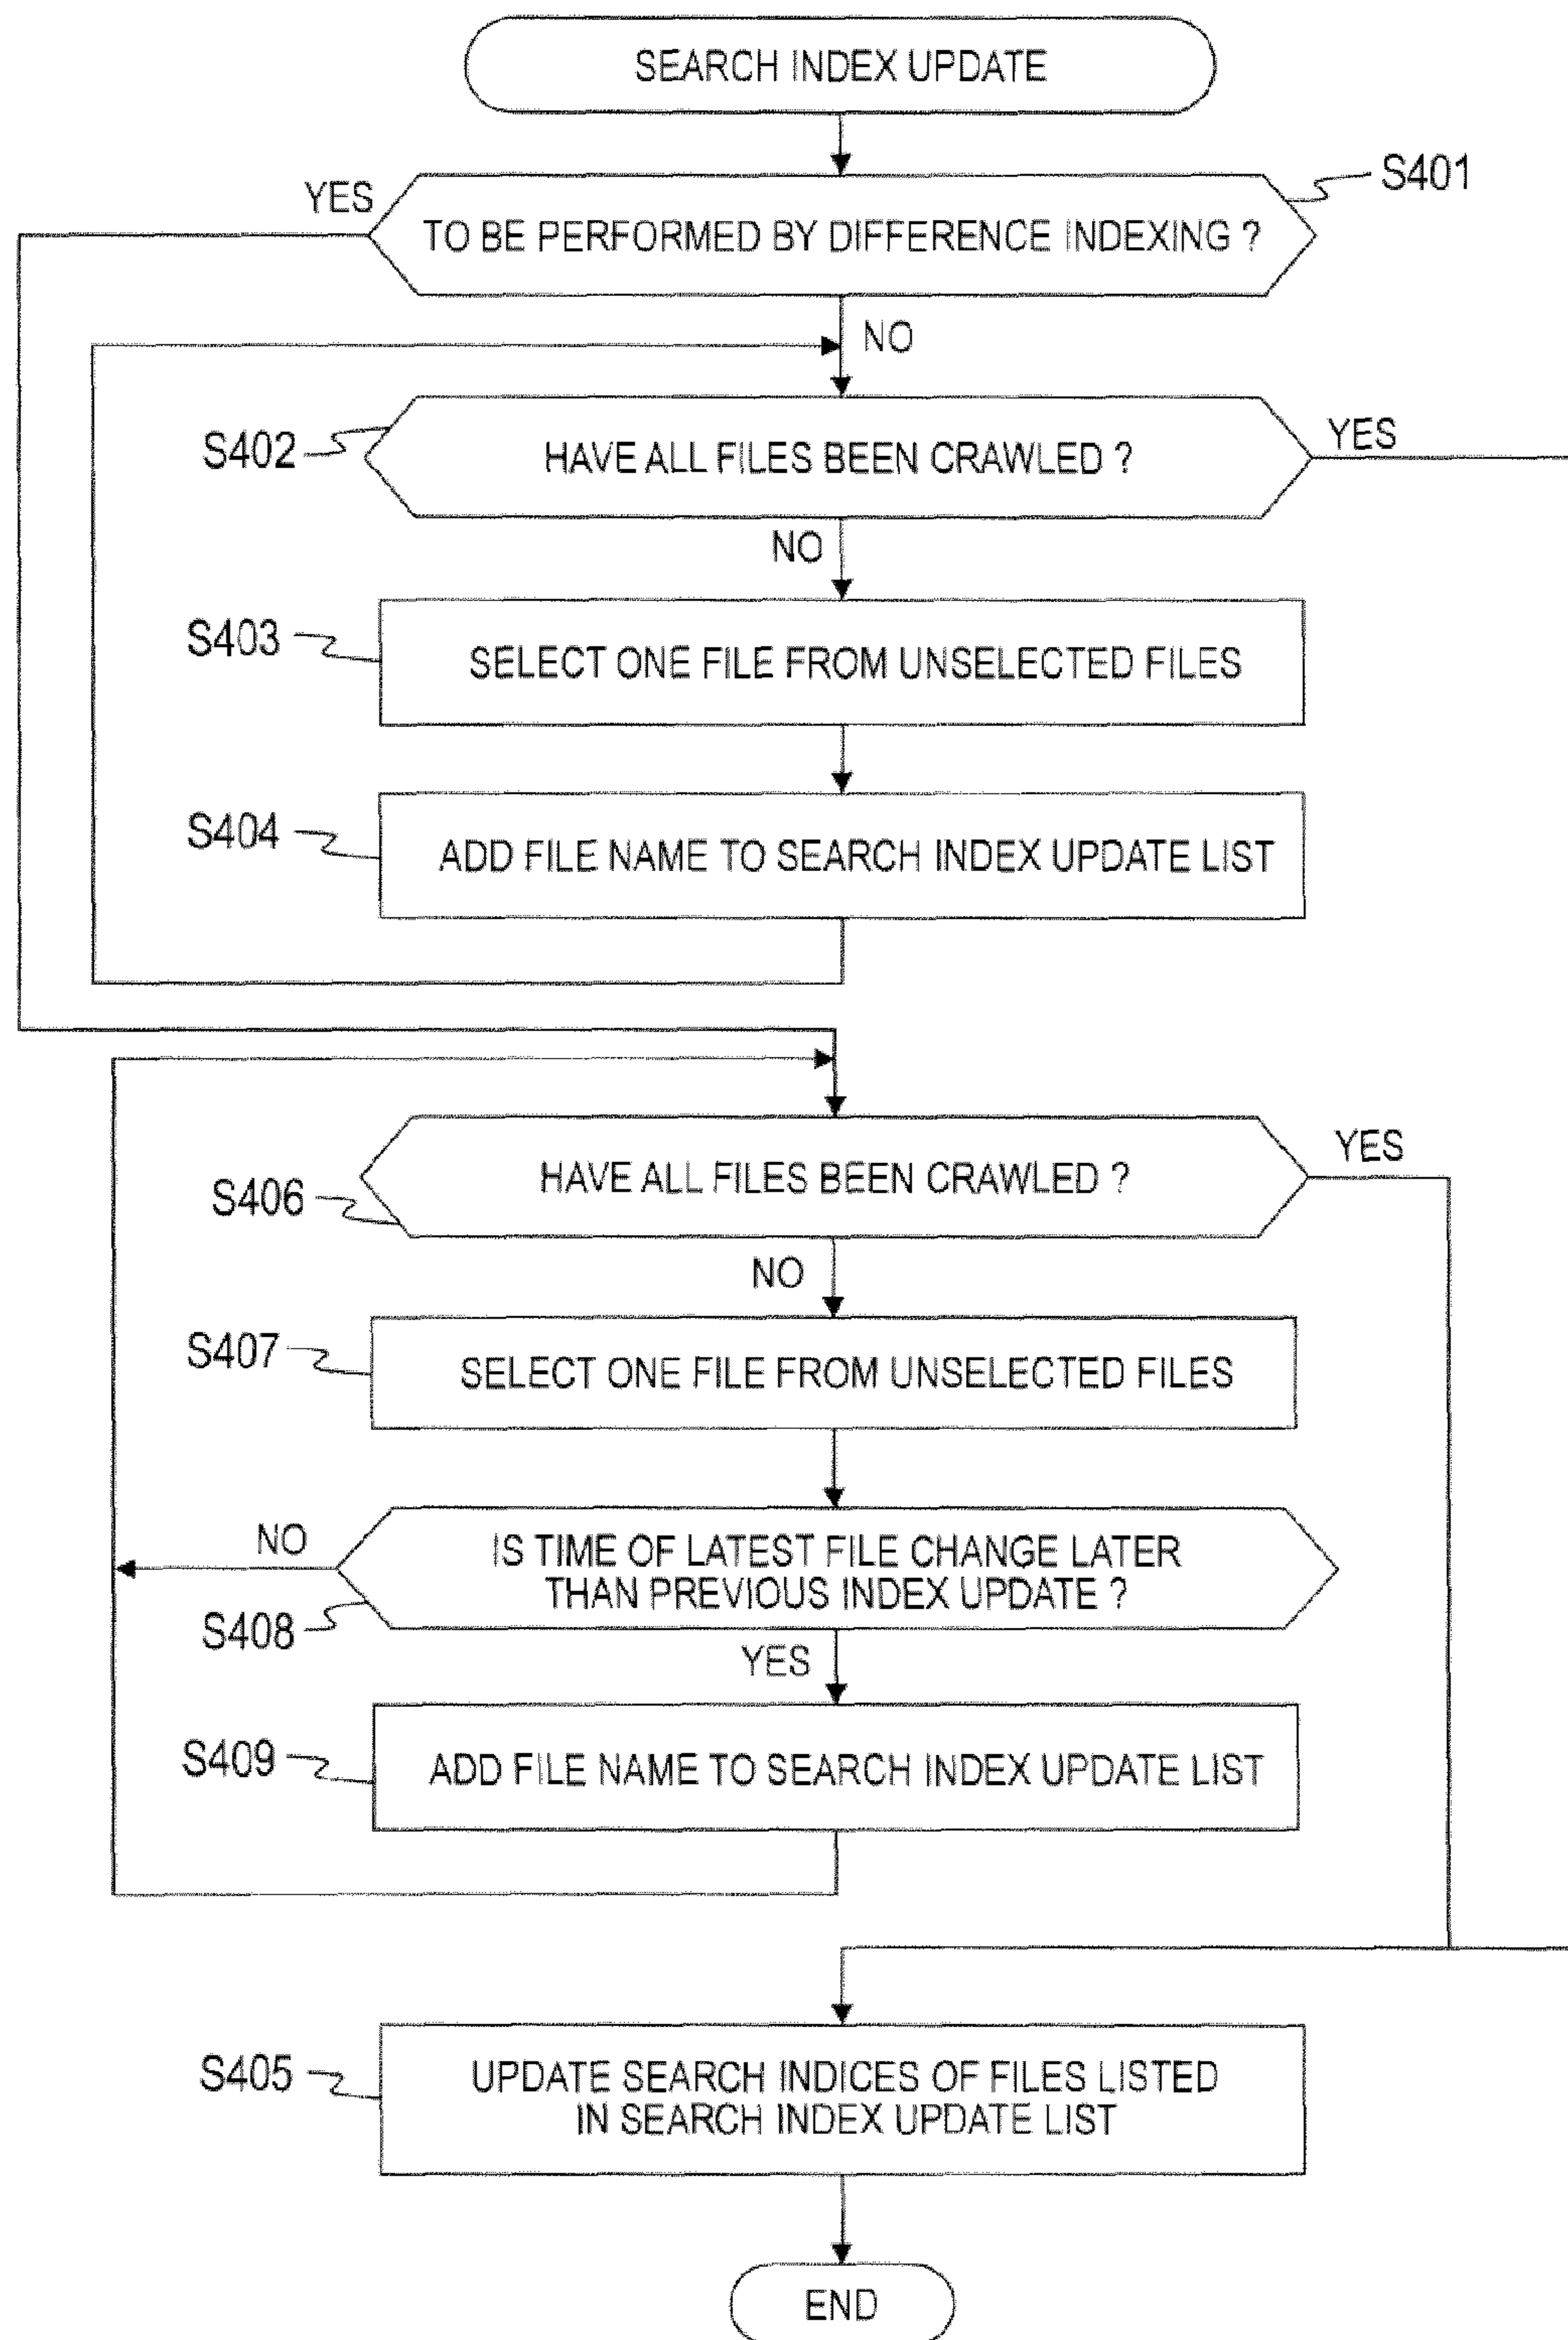 SEARCH INDEX UPDATE
S401
YES
TO BE PERFORMED BY DIFFERENCE INDEXING ?
NO
S402
HAVE ALL FILES BEEN CRAWLED ?
YES
NO
S403
SELECT ONE FILE FROM UNSELECTED FILES
S404
ADD FILE NAME TO SEARCH INDEX UPDATE LIST
HAVE ALL FILES BEEN CRAWLED ?
YES
S406
NO
S407
SELECT ONE FILE FROM UNSELECTED FILES
NO
IS TIME OF LATEST FILE CHANGE LATER
THAN PREVIOUS INDEX UPDATE ?
S408
YES
S409
ADD FILE NAME TO SEARCH INDEX UPDATE LIST
S405
UPDATE SEARCH INDICES OF FILES LISTED
IN SEARCH INDEX UPDATE LIST
END